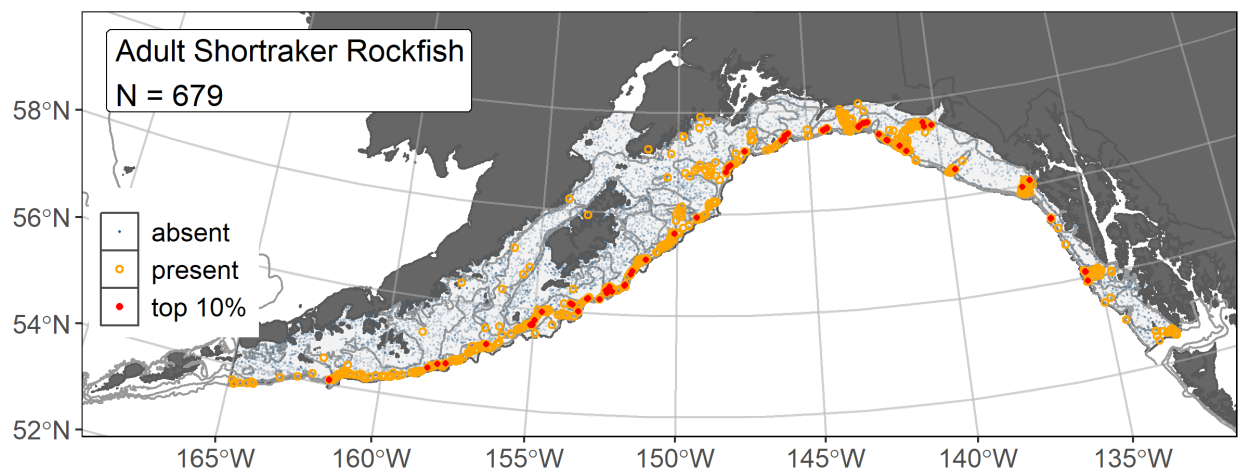 Adult Shortraker Rockfish
N = 679
58°N
56°N
54°N
52°N
absent
present
top 10%
165°W
160°W
155°W
150°W
145°W
140°W
135°W